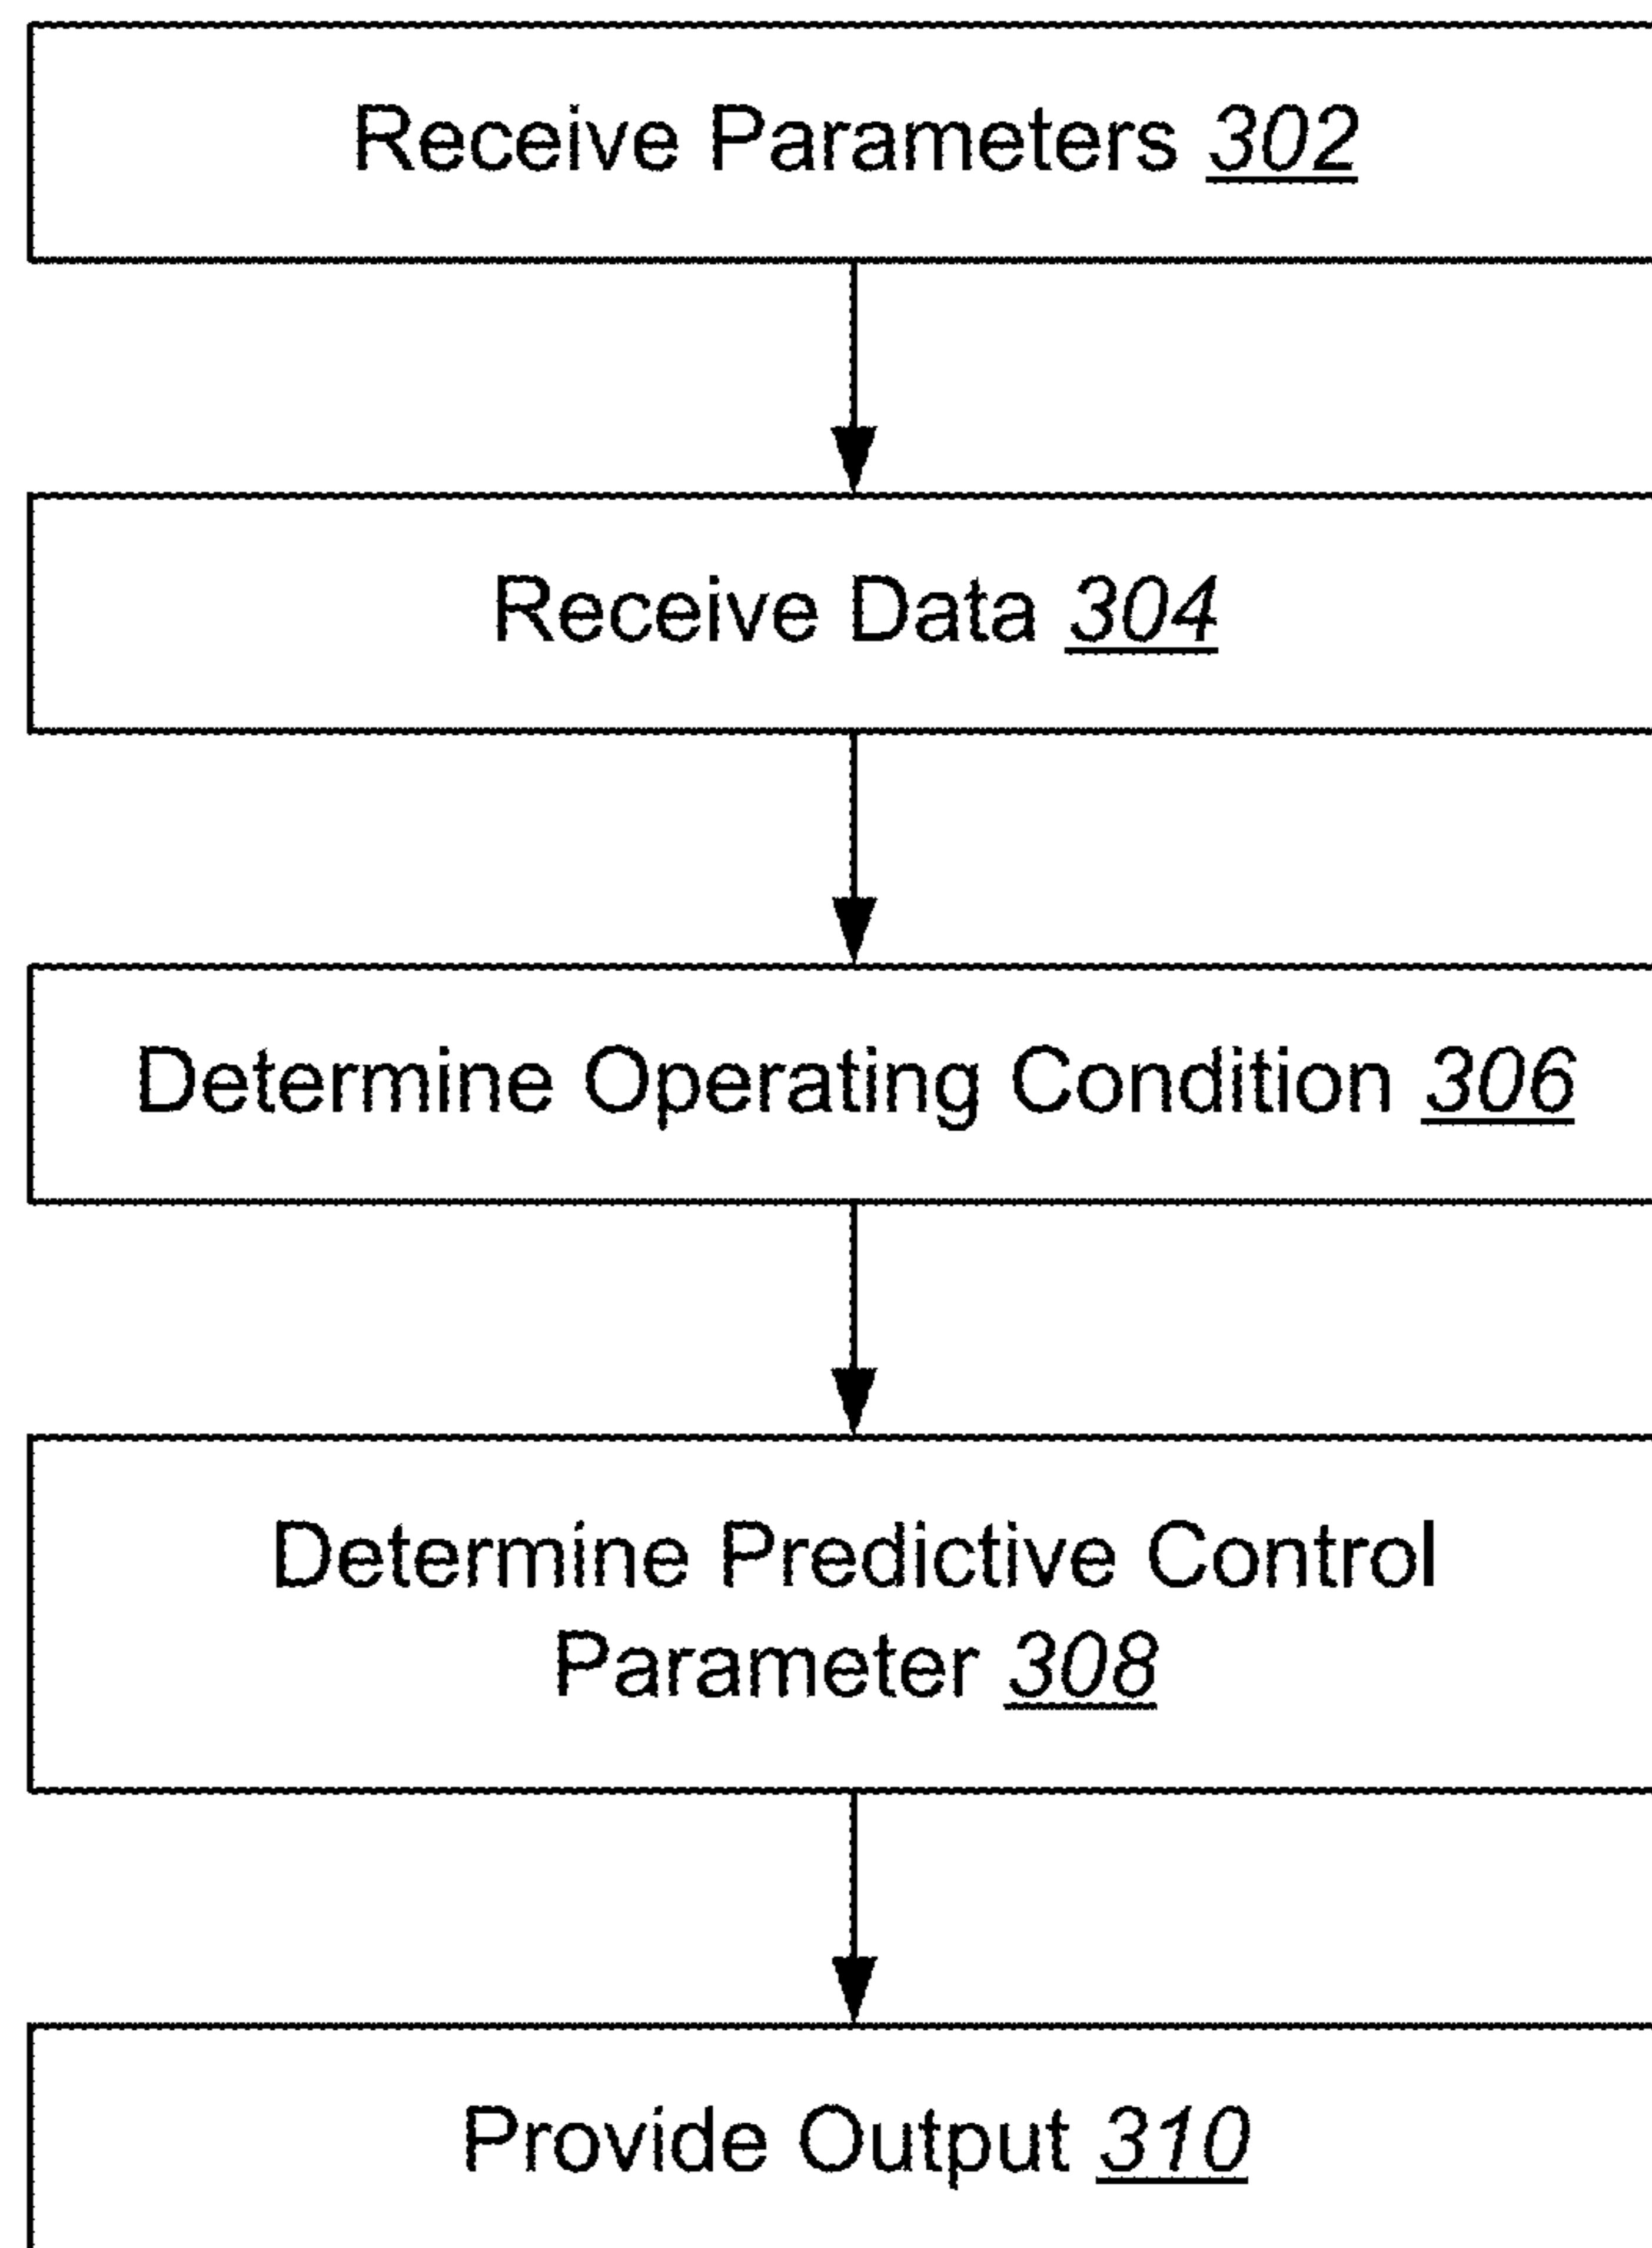 Receive Parameters 302
Receive Data 304
Determine Operating Condition 306
Determine Predictive Control
Parameter 308
Provide Output 310